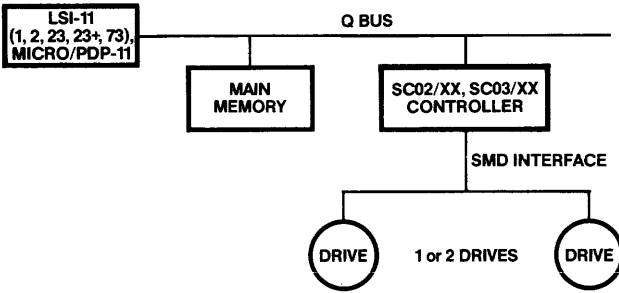 LSI-11
(1, 2, 23, 23+, 73),
MICRO/PDP-11
Q BUS
MAIN
MEMORY
SC02/XX, SC03/XX
CONTROLLER
SMD INTERFACE
DRIVE
1 or 2 DRIVES
DRIVE